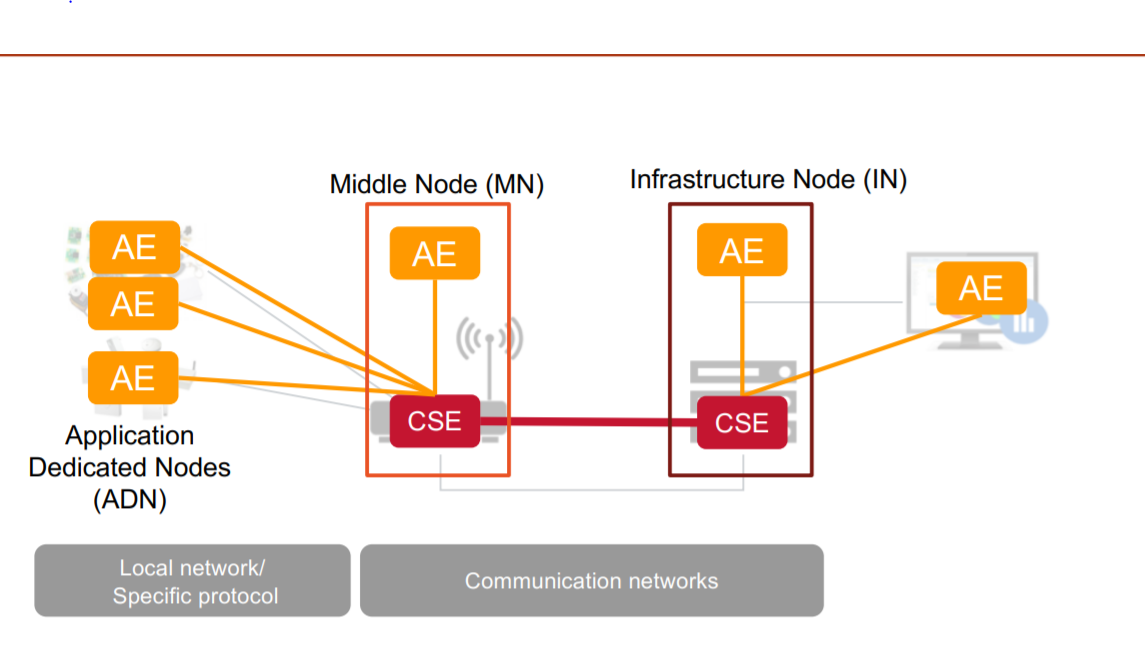 Middle Node (MN)
Infrastructure Node (IN)
AE
AE
AE
AE
AE
AE
CSE
CSE
Application
Dedicated Nodes
(ADN)
Local network/
Specific protocol
Communication networks